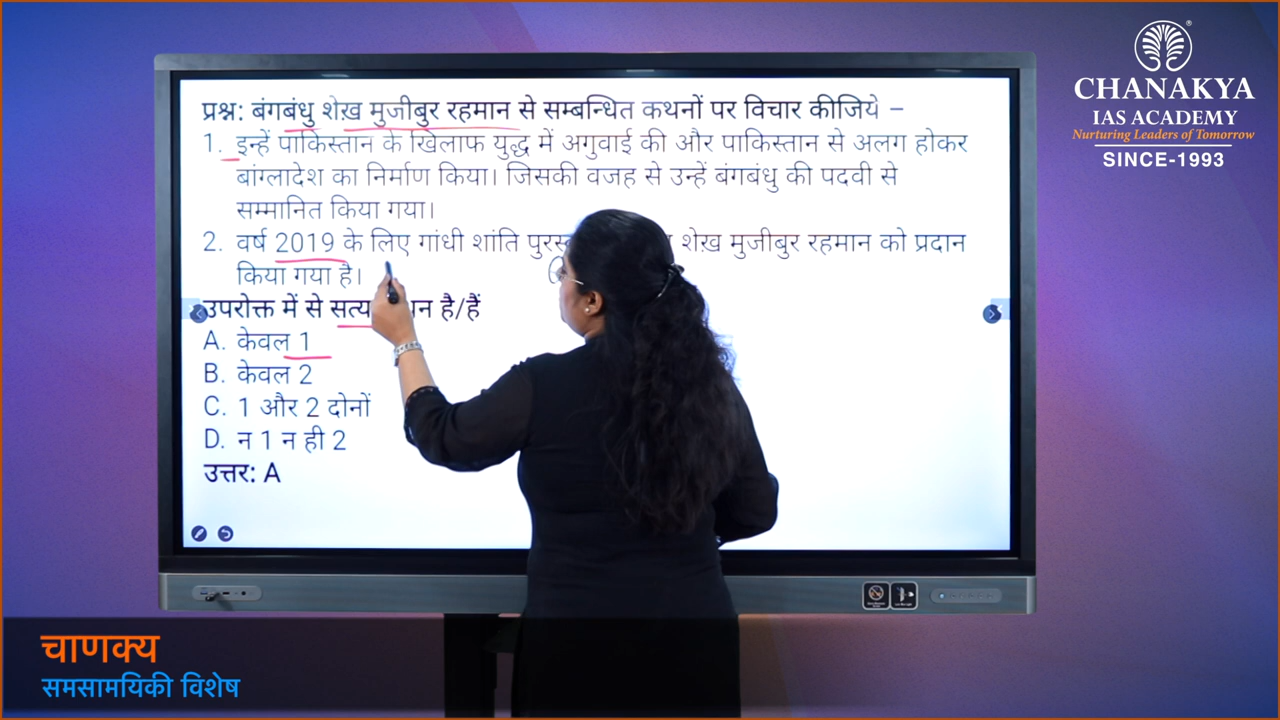 CHANAKYA
IAS ACADEMY
Nurturing Leaders of Tomorrow
SINCE-1993
प्रश्न: बंगबंधु शेख़ मुजीबुर रहमान से सम्बन्धित कथनों पर विचार कीजिये –
1. इन्हें पाकिस्तान के खिलाफ युद्ध में अगुवाई की और पाकिस्तान से अलग होकर
बांग्लादेश का निर्माण किया। जिसकी वजह से उन्हें बंगबंधु की पदवी से
सम्मानित किया गया।
2. वर्ष 2019 के लिए गांधी शांति शेख़ मुजीबुर रहमान को प्रदान
किया गया है।
उपरोक्त में से सत्य है/हैं
A. केवल 1
B. केवल 2
C. 1 और 2 दोनों
D. न 1 न ही 2
उत्तर: A
चाणक्य
समसामयिकी विशेष